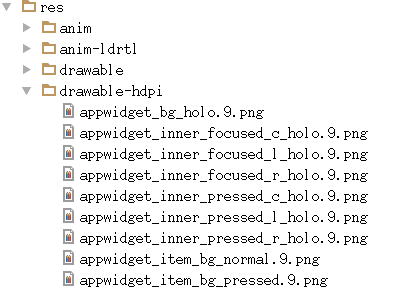 res
anim
anim-ldrtl
drawable
drawable-hdpi
appwidget_bg_holo.9.png
appwidget_inner_focused_c_holo.9.png
appwidget_inner_focused_l_holo.9.png
appwidget_inner_focused_r_holo.9.png
appwidget_inner_pressed_c_holo.9.png
appwidget_inner_pressed_l_holo.9.png
appwidget_inner_pressed_r_holo.9.png
appwidget_item_bg_normal.9.png
appwidget_item_bg_pressed.9.png